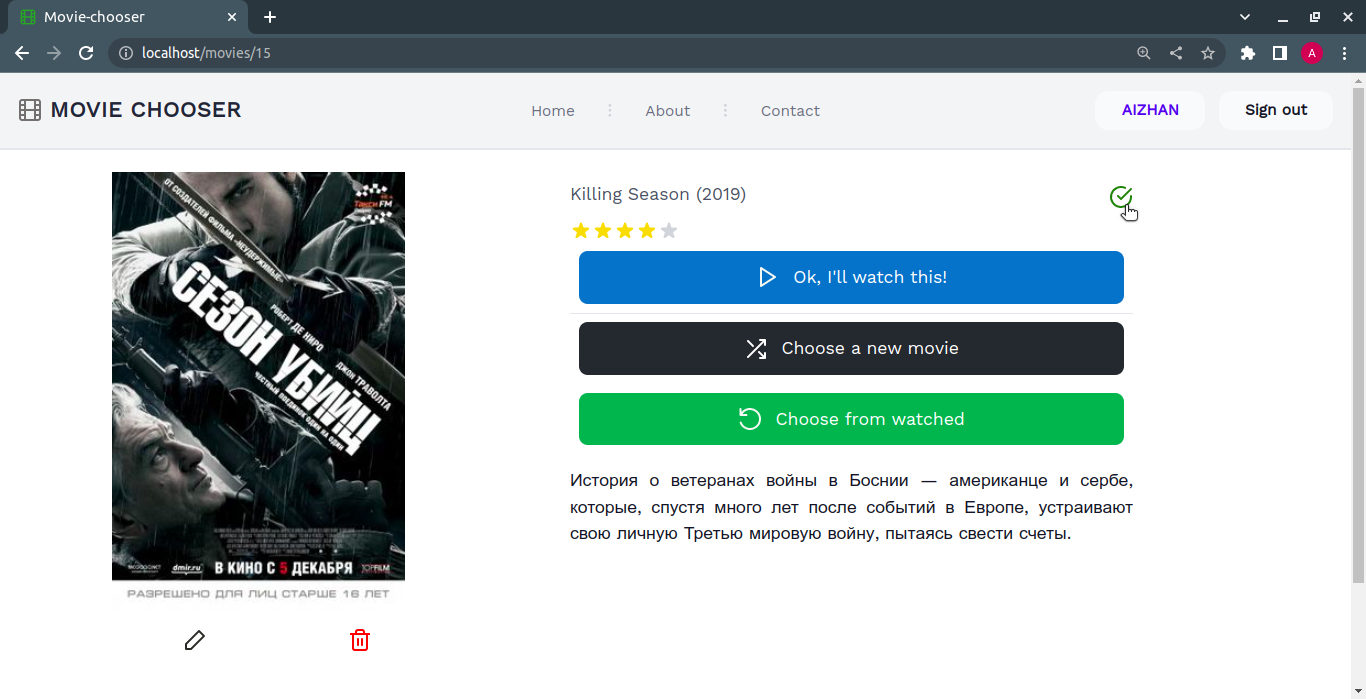 Movie-chooser
localhost/movies/15
A
MOVIE CHOOSER
Home
About
Contact
AIZHAN
Sign out
ОТ СОЗДАТЕЛЕЙ ФИЛЬМА «НЕУДЕРЖИМЫЕ»
Такси FM
СЕЗОН УБИЙЦ
РОБЕРТ ДЕ НИРО
ДЖОН ТРАВОЛТА
ЧЕСТНЫЙ ПОЕДИНОК ОДИН НА ОДИН
dmir.ru
В КИНО С 5 ДЕКАБРЯ
TOPFILM
РАЗРЕШЕНО ДЛЯ ЛИЦ СТАРШЕ 16 ЛЕТ
Killing Season (2019)
Ok, I'll watch this!
Choose a new movie
Choose from watched
История о ветеранах войны в Боснии — американце и сербе,
которые, спустя много лет после событий в Европе, устраивают
свою личную Третью мировую войну, пытаясь свести счеты.